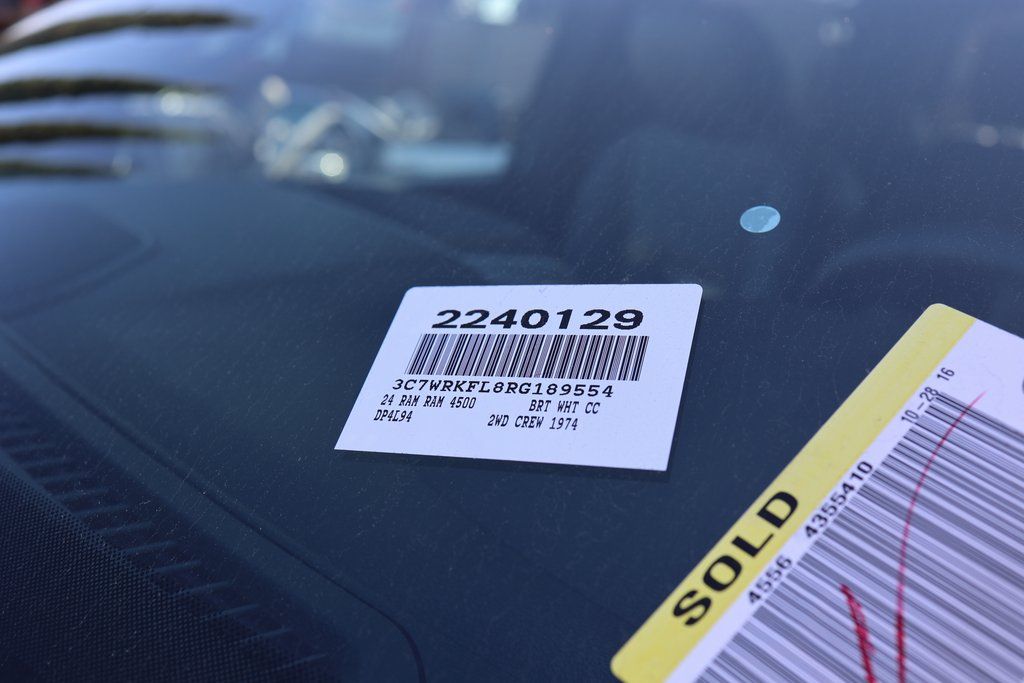 2240129
3C7WRKFL8RG189554
24 RAM RAM 4500 BRT WHT CC
DP4L94 2WD CREW 1974
SOLD
4556 4355410 10-28 16